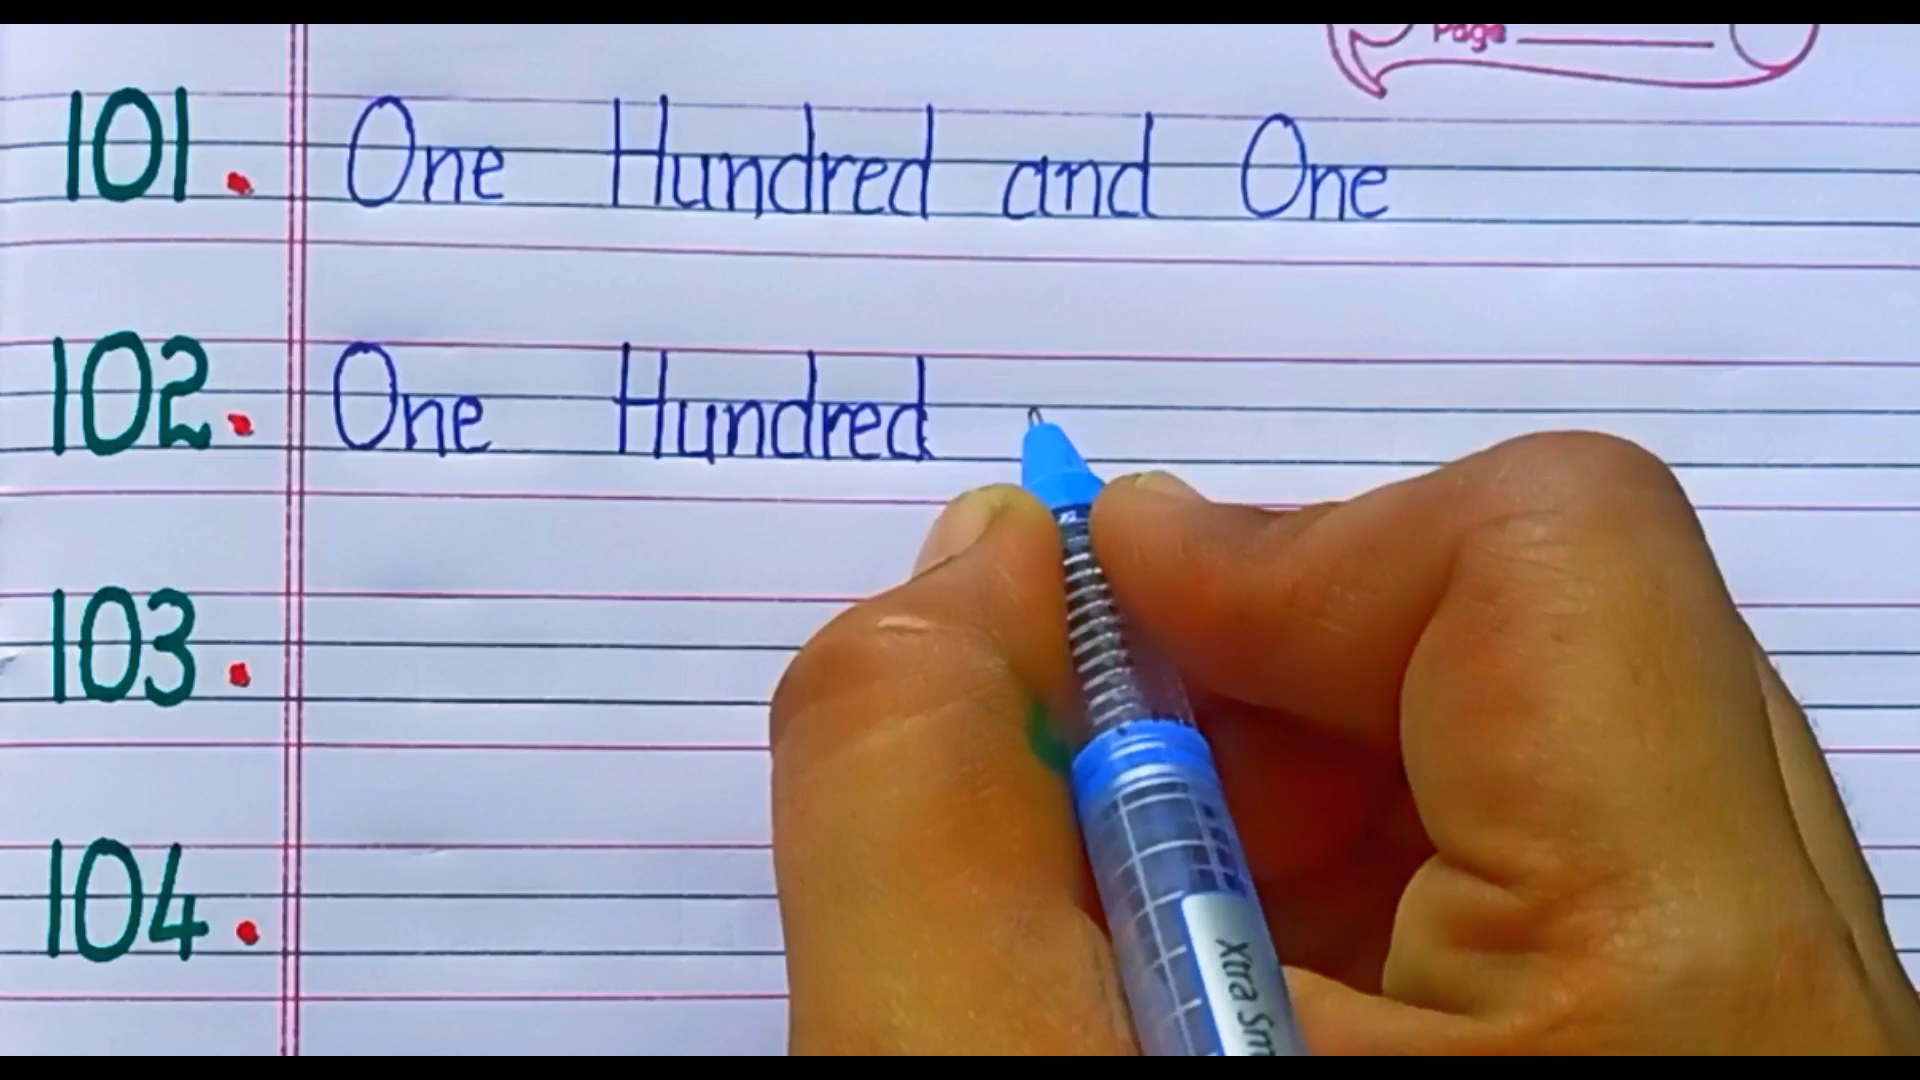 Page
101. One Hundred and One
102. One Hundred
103.
104.
Xtra Sm